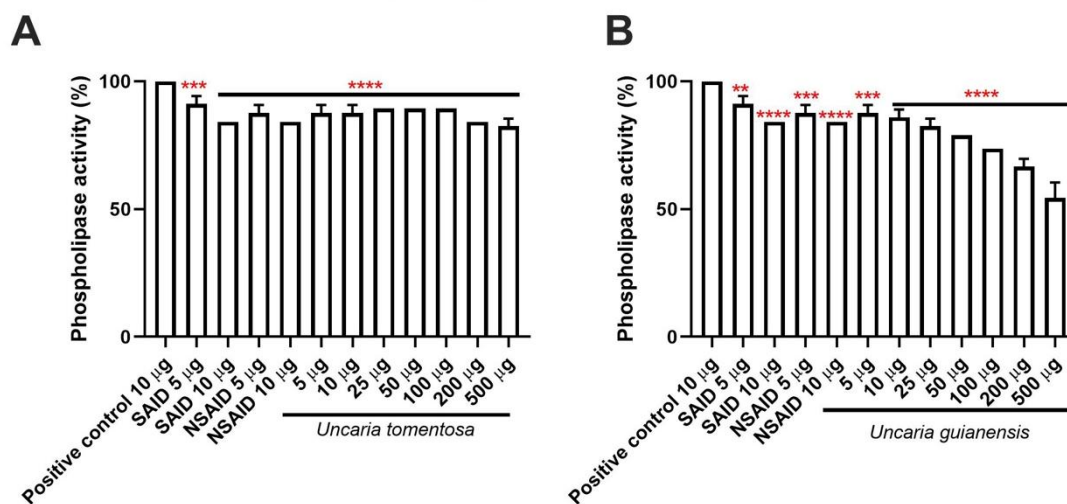 A
Phospholipase activity (%)
100
50
0
***
****
Positive control 10 µg
SAID 5 µg
SAID 10 µg
NSAID 5 µg
NSAID 10 µg
5 µg
10 µg
25 µg
50 µg
100 µg
200 µg
500 µg
Uncaria tomentosa
B
Phospholipase activity (%)
100
50
0
**
****
***
****
***
****
Positive control 10 µg
SAID 5 µg
SAID 10 µg
NSAID 5 µg
NSAID 10 µg
5 µg
10 µg
25 µg
50 µg
100 µg
200 µg
500 µg
Uncaria guianensis